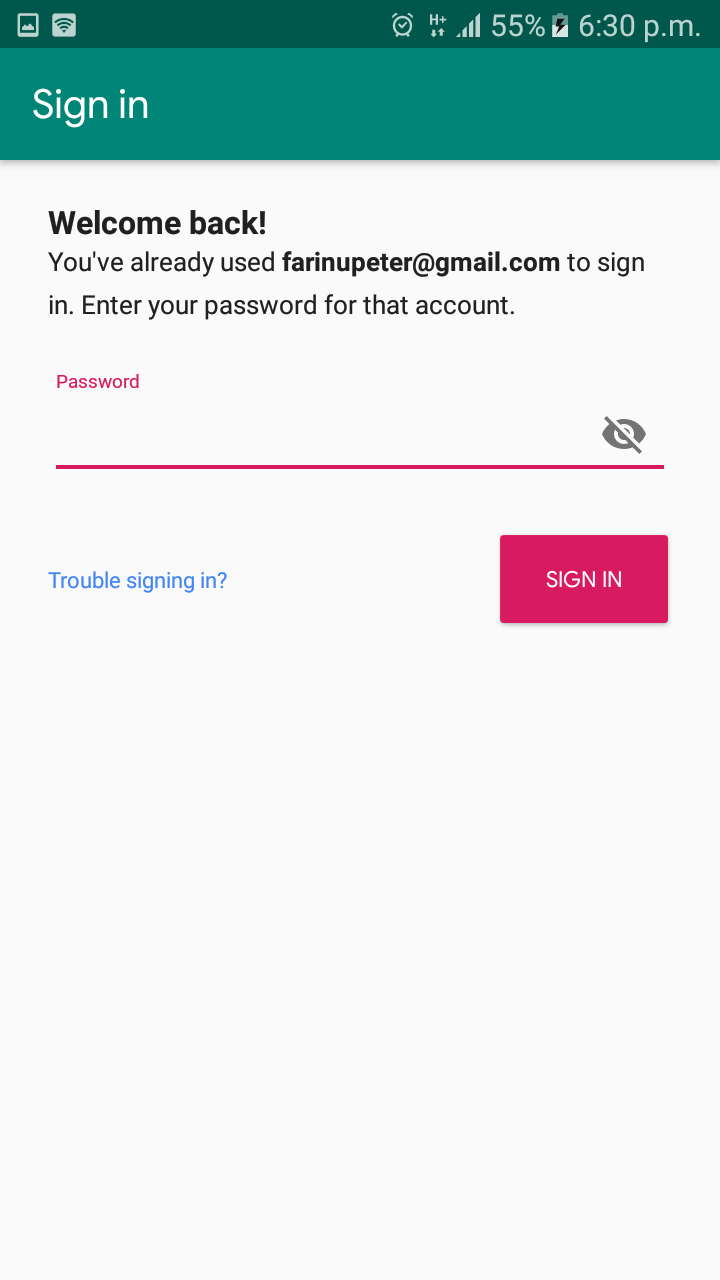 H+ 55% 6:30 p.m.
Sign in
Welcome back!
You've already used farinupeter@gmail.com to sign
in. Enter your password for that account.
Password
Trouble signing in?
SIGN IN